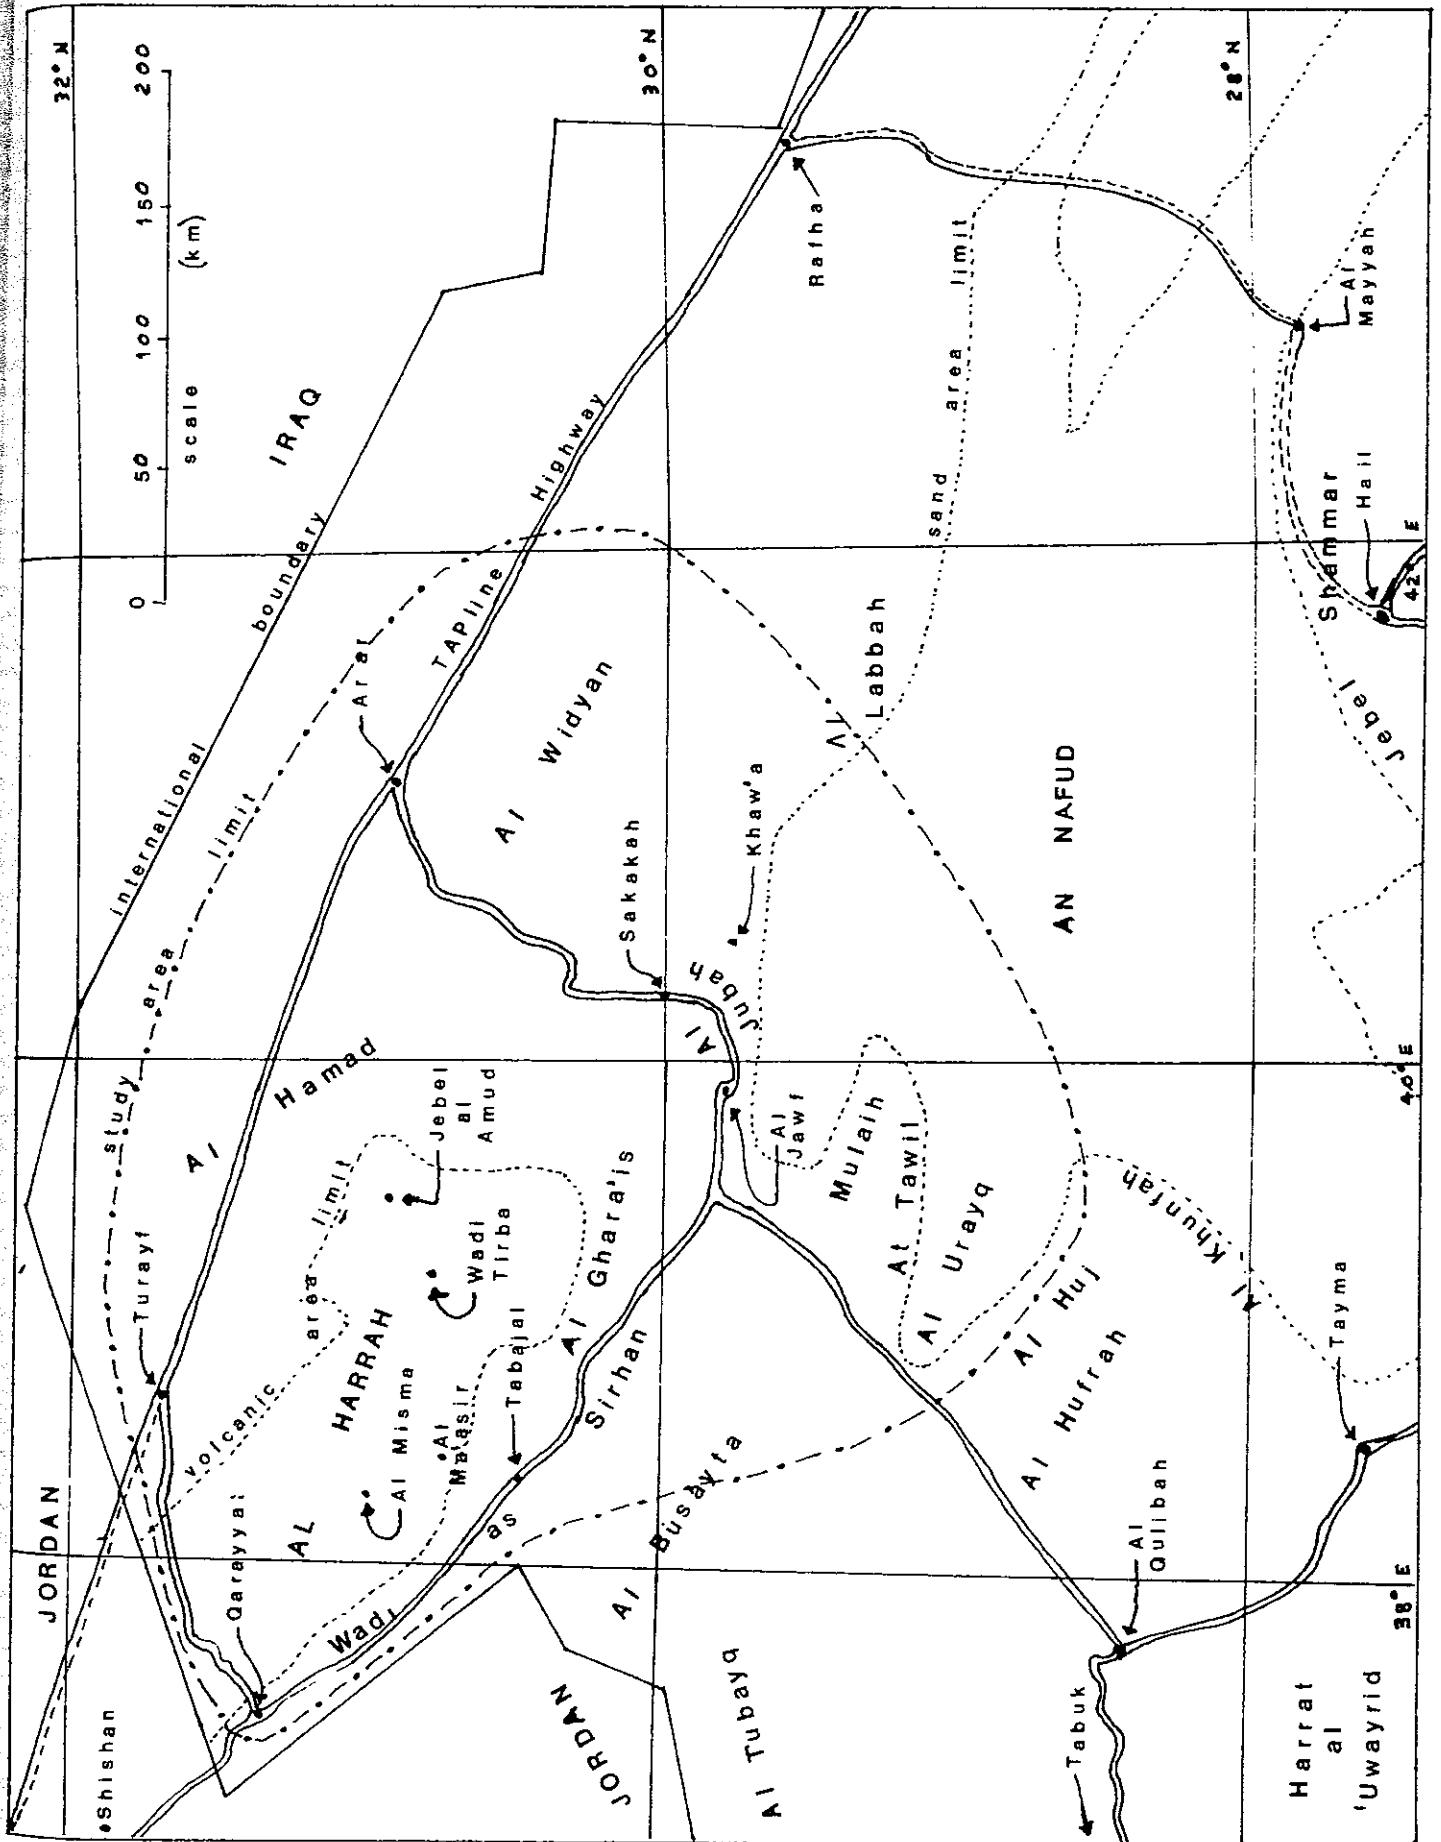 32° N
30° N
28° N
0 50 100 150 200
scale (km)
JORDAN
IRAQ
international boundary
study area limit
Shishan
Turayf
Qarayyat
Al Hamad
volcanic area limit
AL HARRAH
Jebel
al
Amud
Wadi
Tirba
Al Misma
Al
Ma'asir
Tabajal
Wadi as Sirhan
Al Ghara'is
Arar
TAPline Highway
Al Widyan
Sakakah
Al Jubah
Khaw'a
Al
Jawf
Rafha
sand area limit
Al Labbah
AN NAFUD
Mulaih
At Tawil
Al Urayq
Al Huj
Al Hufrah
Al Khunfah
Al Busayta
JORDAN
Al Tubayq
Tabuk
Al
Qulibah
Tayma
Harrat
al
'Uwayrid
Jebel Shammar
Hail
Al
Mayyah
38° E
40° E
42° E